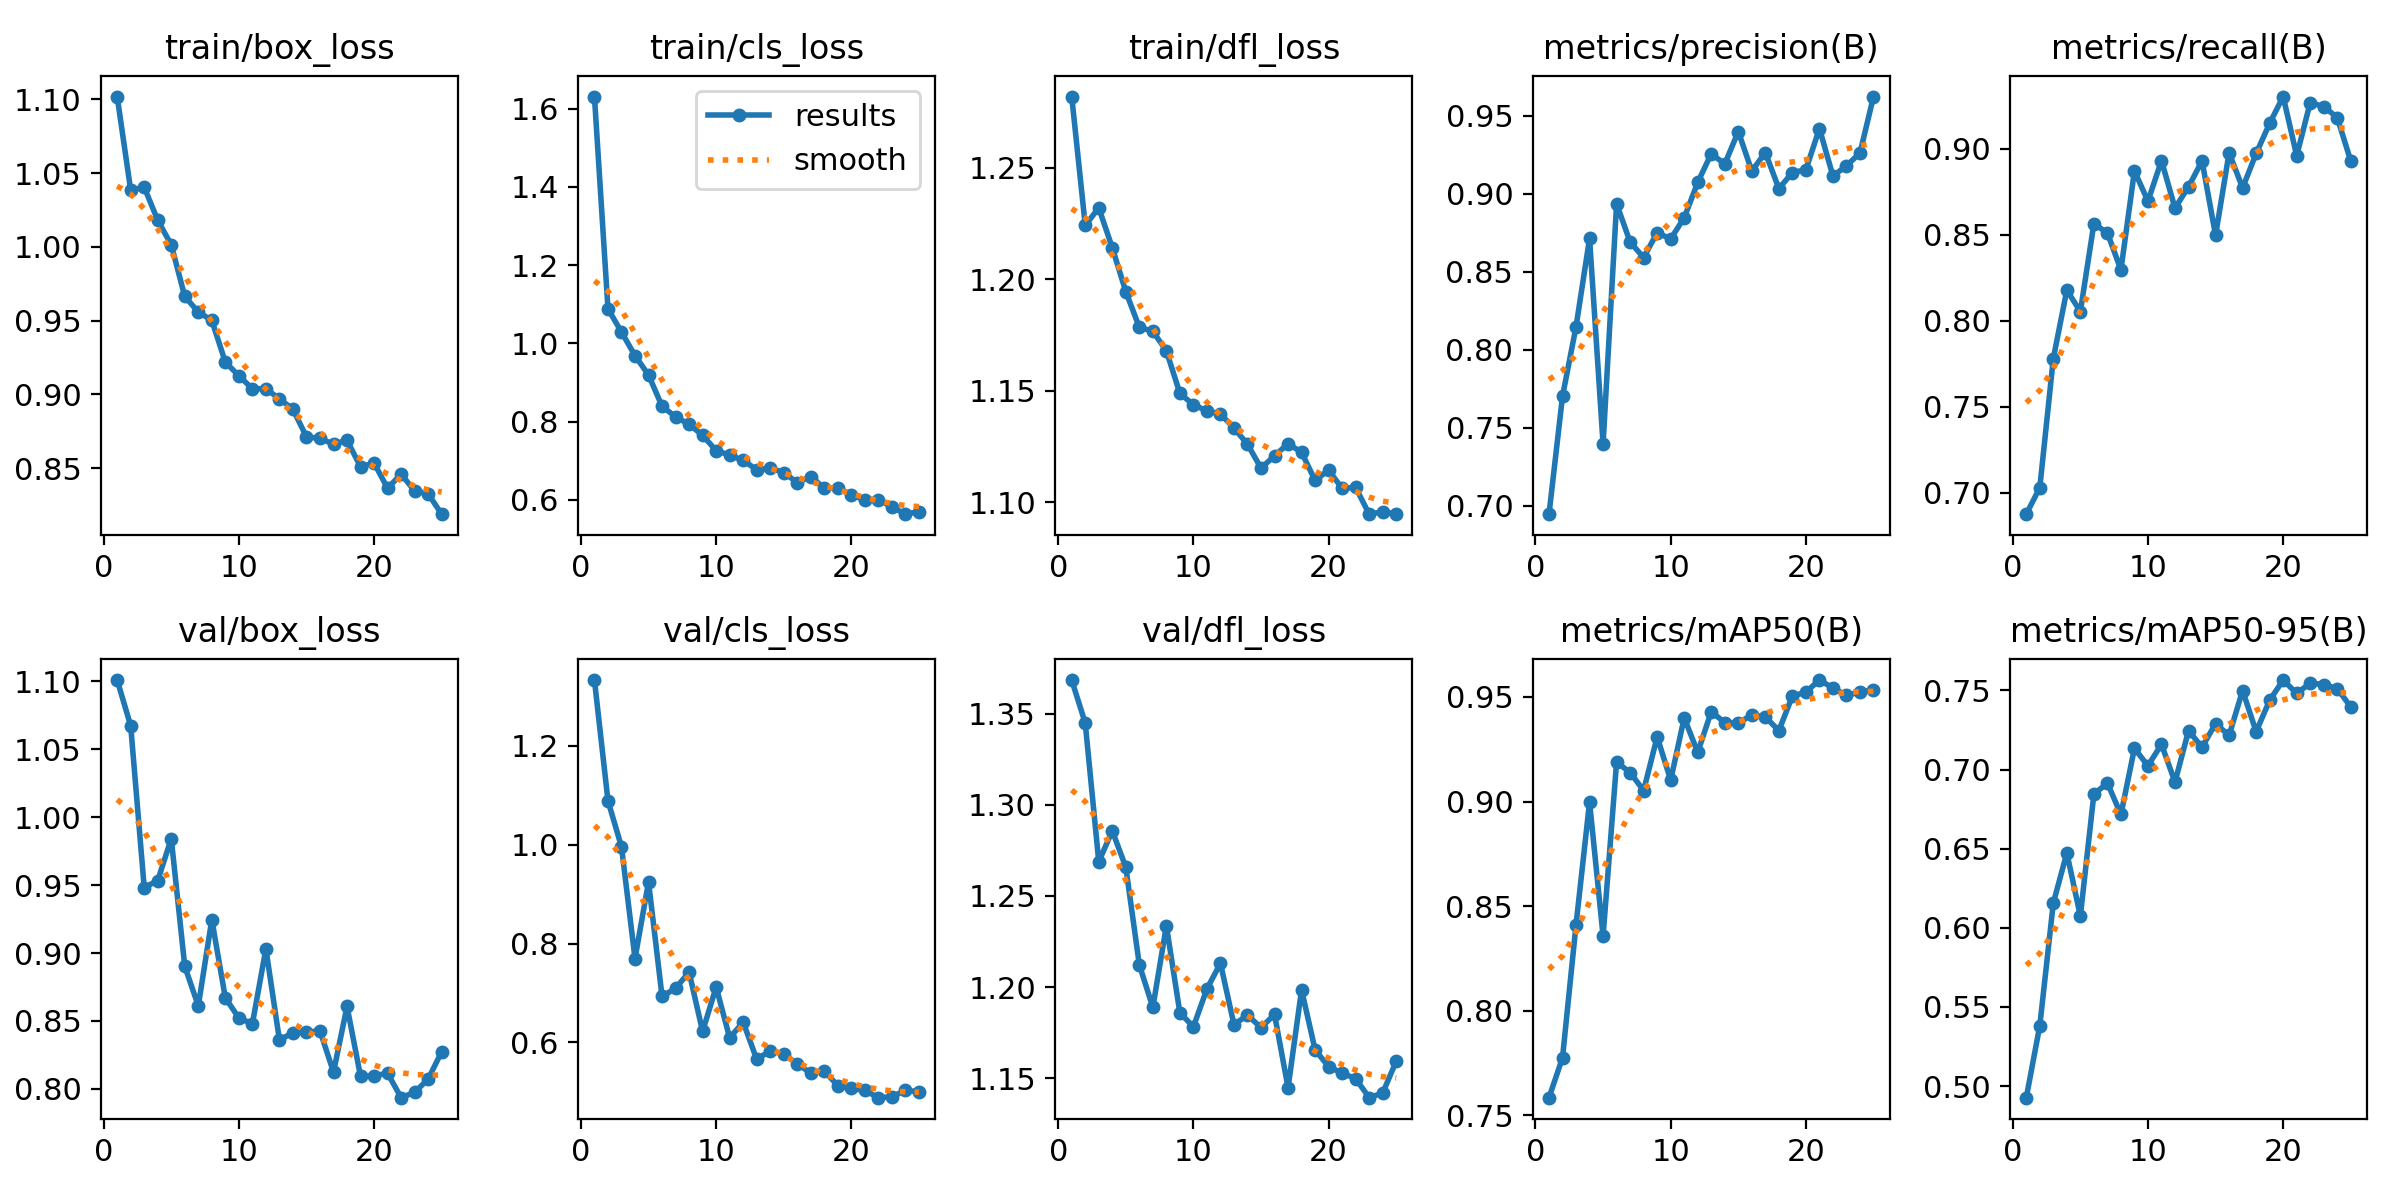 train/box_loss
train/cls_loss
train/dfl_loss
metrics/precision(B)
metrics/recall(B)
1.10
1.05
1.00
0.95
0.90
0.85
0 10 20
1.6
1.4
1.2
1.0
0.8
0.6
0 10 20
results
smooth
1.25
1.20
1.15
1.10
0 10 20
0.95
0.90
0.85
0.80
0.75
0.70
0 10 20
0.90
0.85
0.80
0.75
0.70
0 10 20
val/box_loss
val/cls_loss
val/dfl_loss
metrics/mAP50(B)
metrics/mAP50-95(B)
1.10
1.05
1.00
0.95
0.90
0.85
0.80
0 10 20
1.2
1.0
0.8
0.6
0 10 20
1.35
1.30
1.25
1.20
1.15
0 10 20
0.95
0.90
0.85
0.80
0.75
0 10 20
0.75
0.70
0.65
0.60
0.55
0.50
0 10 20